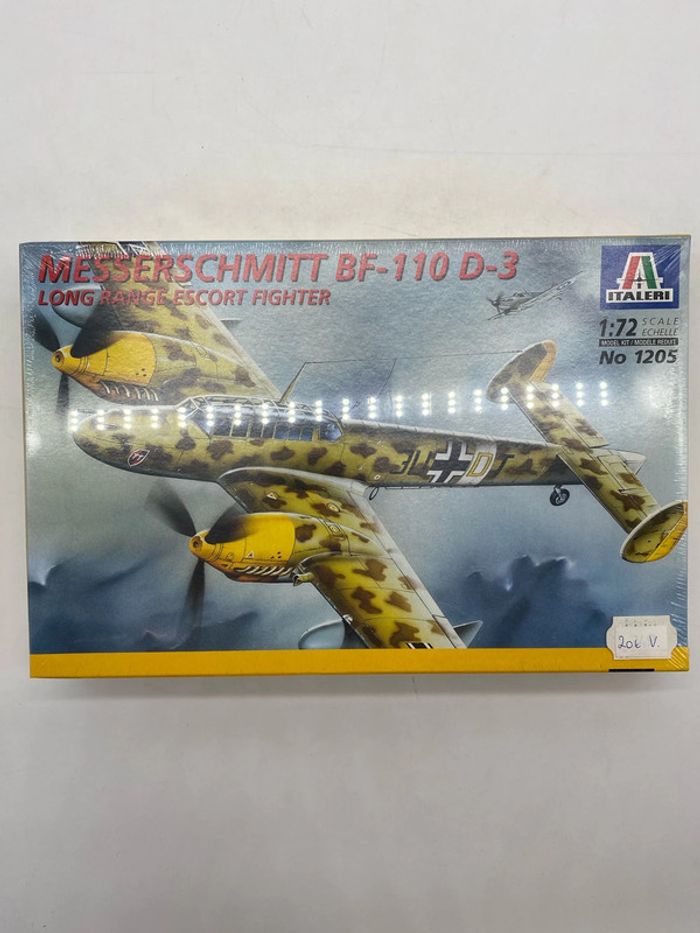 MESSERSCHMITT BF-110 D-3
LONG RANGE ESCORT FIGHTER
ITALERI
1:72 SCALE
ECHELLE
MODEL KIT / MODELE REDUIT
No 1205
DJ
20€ V.